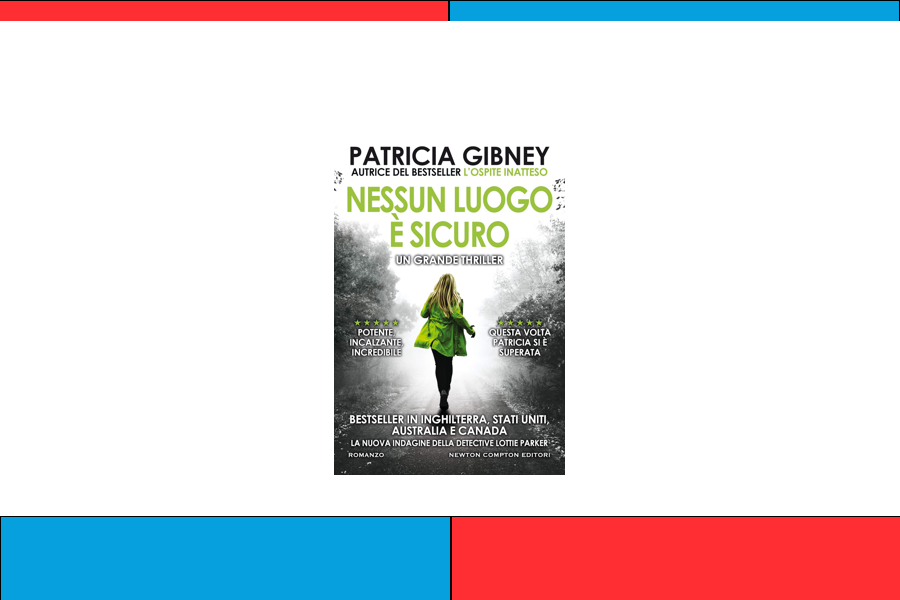 PATRICIA GIBNEY
AUTRICE DEL BESTSELLER L'OSPITE INATTESO
NESSUN LUOGO
È SICURO
UN GRANDE THRILLER
POTENTE,
INCALZANTE,
INCREDIBILE
QUESTA VOLTA
PATRICIA SI È
SUPERATA
BESTSELLER IN INGHILTERRA, STATI UNITI,
AUSTRALIA E CANADA
LA NUOVA INDAGINE DELLA DETECTIVE LOTTIE PARKER
ROMANZO NEWTON COMPTON EDITORI